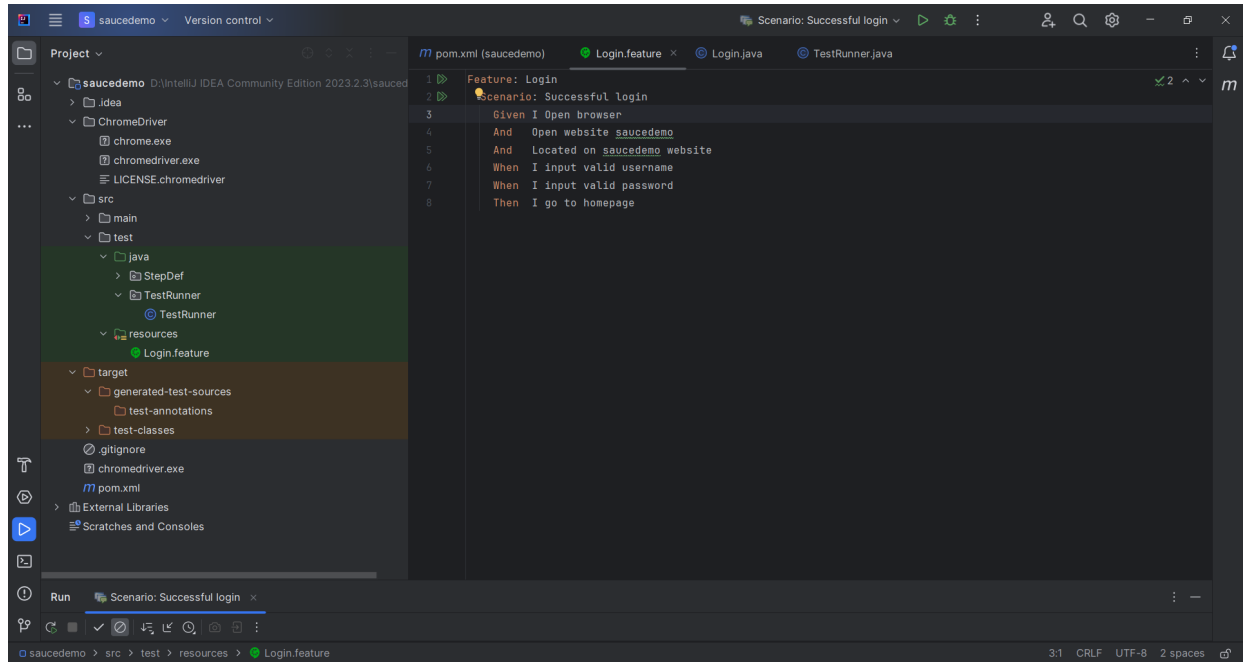 S saucedemo Version control Scenario: Successful login
Project
pom.xml (saucedemo) Login.feature Login.java TestRunner.java
saucedemo D:\IntelliJ IDEA Community Edition 2023.2.3\sauced
.idea
ChromeDriver
chrome.exe
chromedriver.exe
LICENSE.chromedriver
src
main
test
java
StepDef
TestRunner
TestRunner
resources
Login.feature
target
generated-test-sources
test-annotations
test-classes
.gitignore
chromedriver.exe
pom.xml
External Libraries
Scratches and Consoles
1 Feature: Login
2 Scenario: Successful login
3 Given I Open browser
4 And Open website saucedemo
5 And Located on saucedemo website
6 When I input valid username
7 When I input valid password
8 Then I go to homepage
2
m
Run Scenario: Successful login
saucedemo > src > test > resources > Login.feature 3:1 CRLF UTF-8 2 spaces